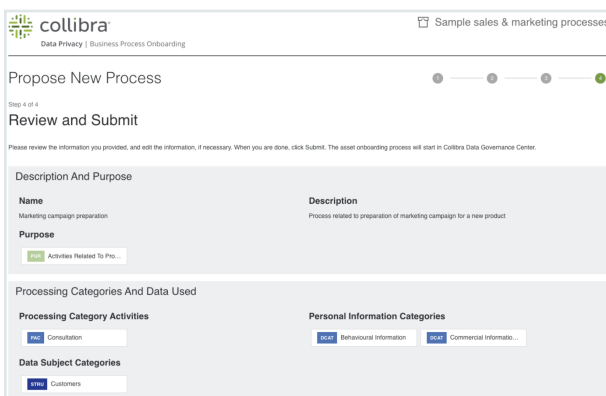 collibra
Sample sales & marketing processes
Data Privacy | Business Process Onboarding
Propose New Process
1 2 3 4
Step 4 of 4
Review and Submit
Please review the information you provided, and edit the information, if necessary. When you are done, click Submit. The asset onboarding process will start in Collibra Data Governance Center.
Description And Purpose
Name Description
Marketing campaign preparation Process related to preparation of marketing campaign for a new product
Purpose
PUR Activities Related To Pro...
Processing Categories And Data Used
Processing Category Activities Personal Information Categories
PAC Consultation DCAT Behavioural Information DCAT Commercial Informatio...
Data Subject Categories
STRU Customers